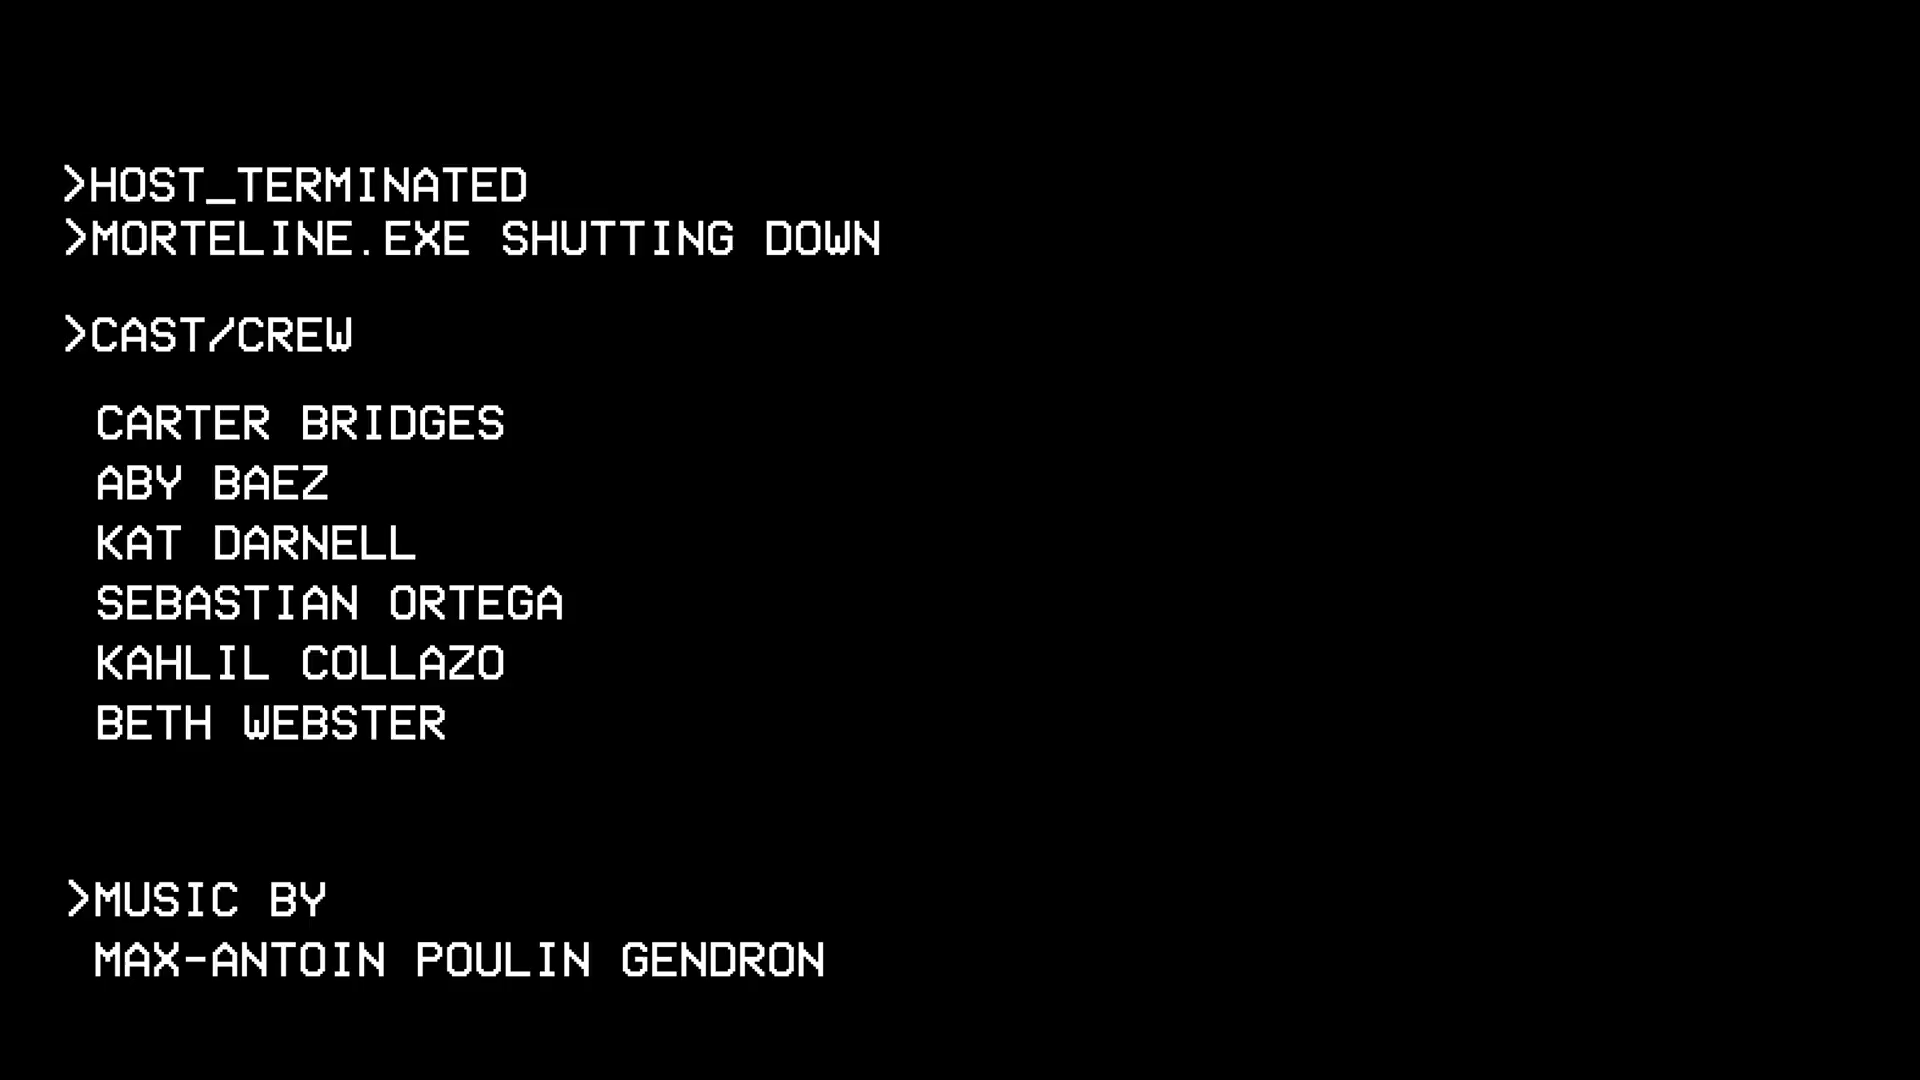 >HOST_TERMINATED
>MORTELINE.EXE SHUTTING DOWN
>CAST/CREW
CARTER BRIDGES
ABY BAEZ
KAT DARNELL
SEBASTIAN ORTEGA
KAHLIL COLLAZO
BETH WEBSTER
>MUSIC BY
MAX-ANTOIN POULIN GENDRON